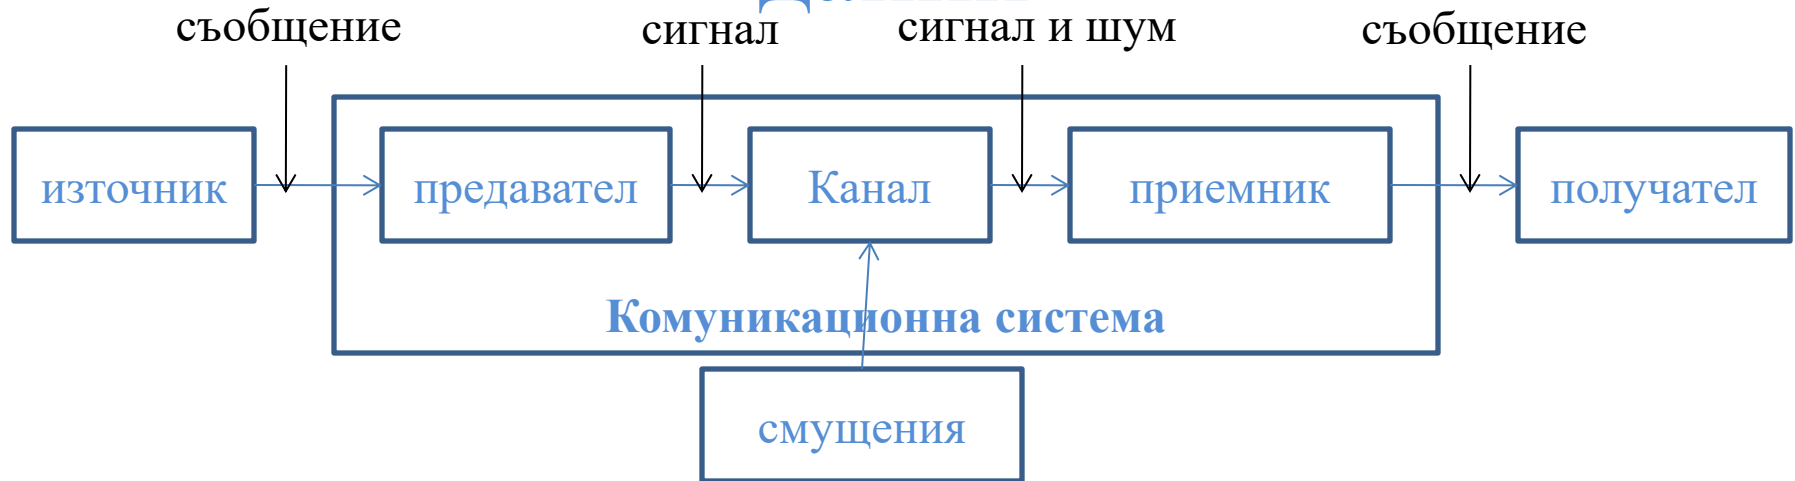 съобщение сигнал сигнал и шум съобщение
източник предавател Канал приемник получател
Комуникационна система
смущения